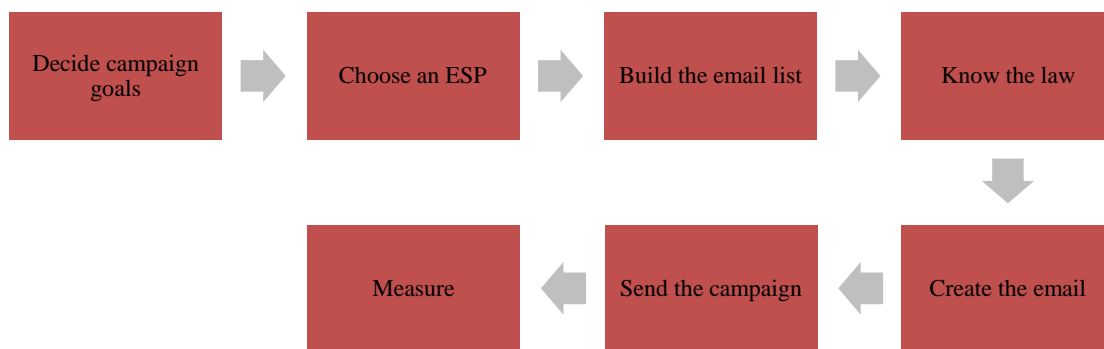 Decide campaign
goals
Choose an ESP
Build the email list
Know the law
Create the email
Send the campaign
Measure